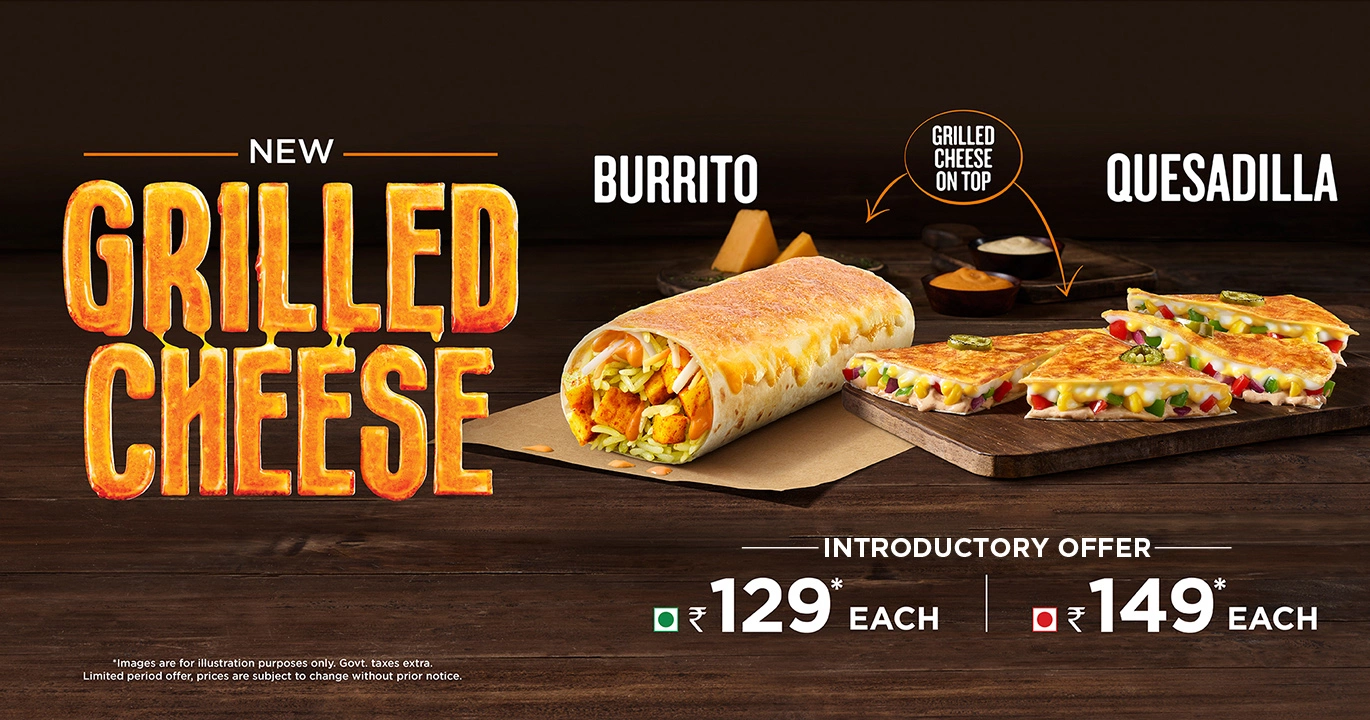 NEW
GRILLED
CHEESE
BURRITO
GRILLED
CHEESE
ON TOP
QUESADILLA
INTRODUCTORY OFFER
₹129* EACH
₹149* EACH
*Images are for illustration purposes only. Govt. taxes extra.
Limited period offer, prices are subject to change without prior notice.